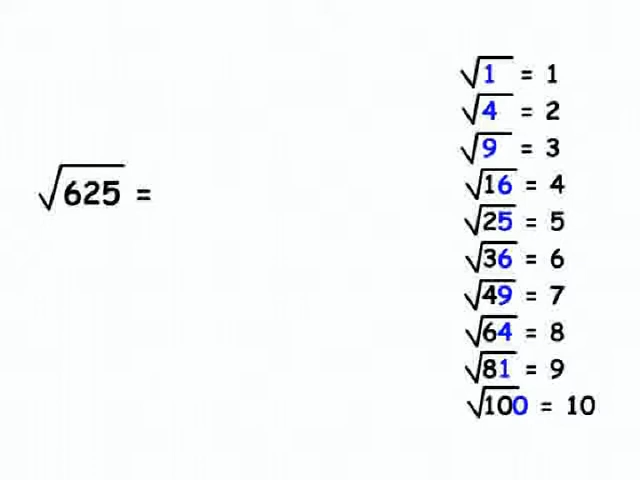 √625 =
√1 = 1
√4 = 2
√9 = 3
√16 = 4
√25 = 5
√36 = 6
√49 = 7
√64 = 8
√81 = 9
√100 = 10